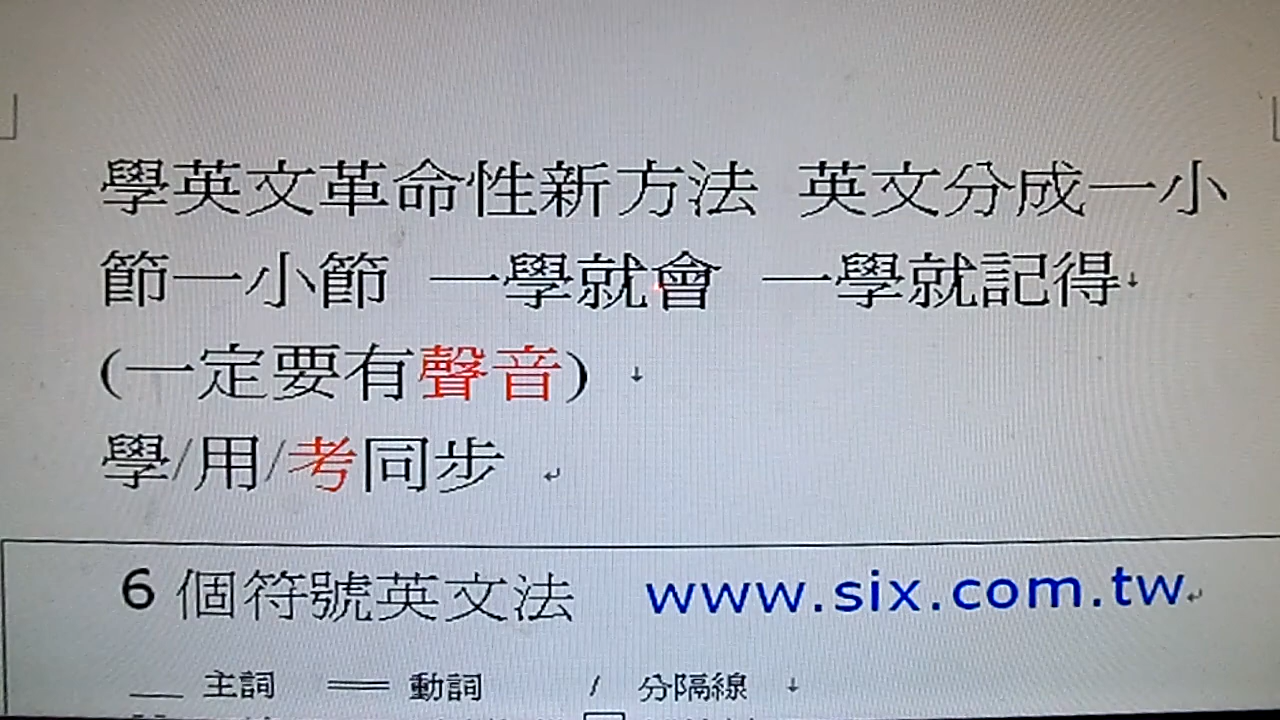 學英文革命性新方法 英文分成一小
節一小節 一學就會 一學就記得
(一定要有聲音)
學/用/考同步
6 個符號英文法 www.six.com.tw
__ 主詞 ══ 動詞 / 分隔線